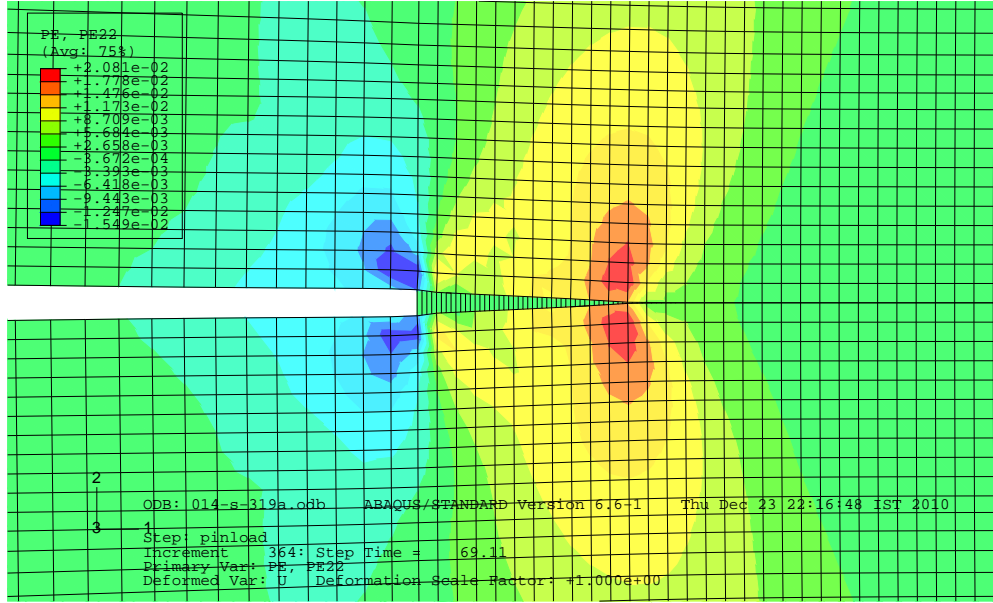 PE, PE22
(Avg: 75%)
+2.081e-02
+1.778e-02
+1.476e-02
+1.173e-02
+8.709e-03
+5.684e-03
+2.658e-03
-3.672e-04
-3.393e-03
-6.418e-03
-9.443e-03
-1.247e-02
-1.549e-02
2
3 1
ODB: 014-s-319a.odb ABAQUS/STANDARD Version 6.6-1 Thu Dec 23 22:16:48 IST 2010
Step: pinload
Increment 364: Step Time = 69.11
Primary Var: PE, PE22
Deformed Var: U Deformation Scale Factor: +1.000e+00